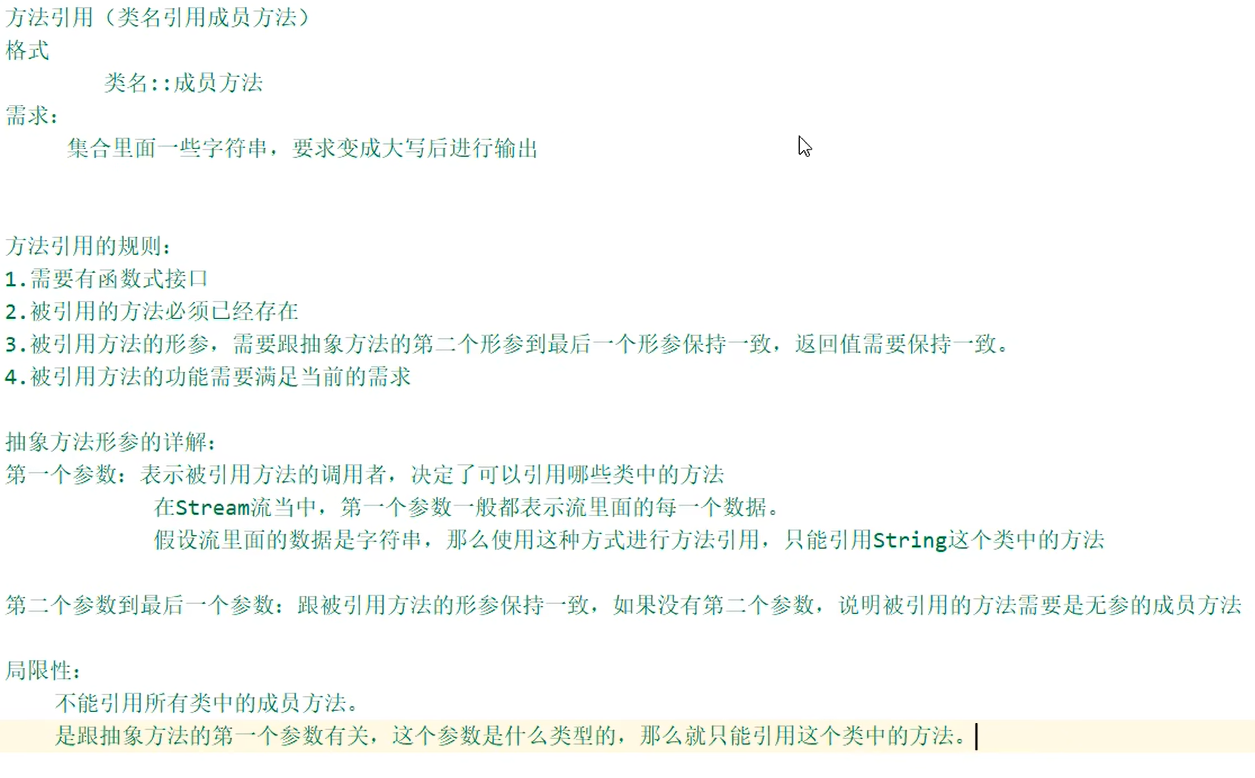 方法引用（类名引用成员方法）
格式
类名::成员方法
需求：
集合里面一些字符串，要求变成大写后进行输出
方法引用的规则：
1.需要有函数式接口
2.被引用的方法必须已经存在
3.被引用方法的形参，需要跟抽象方法的第二个形参到最后一个形参保持一致，返回值需要保持一致。
4.被引用方法的功能需要满足当前的需求
抽象方法形参的详解：
第一个参数：表示被引用方法的调用者，决定了可以引用哪些类中的方法
在Stream流当中，第一个参数一般都表示流里面的每一个数据。
假设流里面的数据是字符串，那么使用这种方式进行方法引用，只能引用String这个类中的方法
第二个参数到最后一个参数：跟被引用方法的形参保持一致，如果没有第二个参数，说明被引用的方法需要是无参的成员方法
局限性：
不能引用所有类中的成员方法。
是跟抽象方法的第一个参数有关，这个参数是什么类型的，那么就只能引用这个类中的方法。